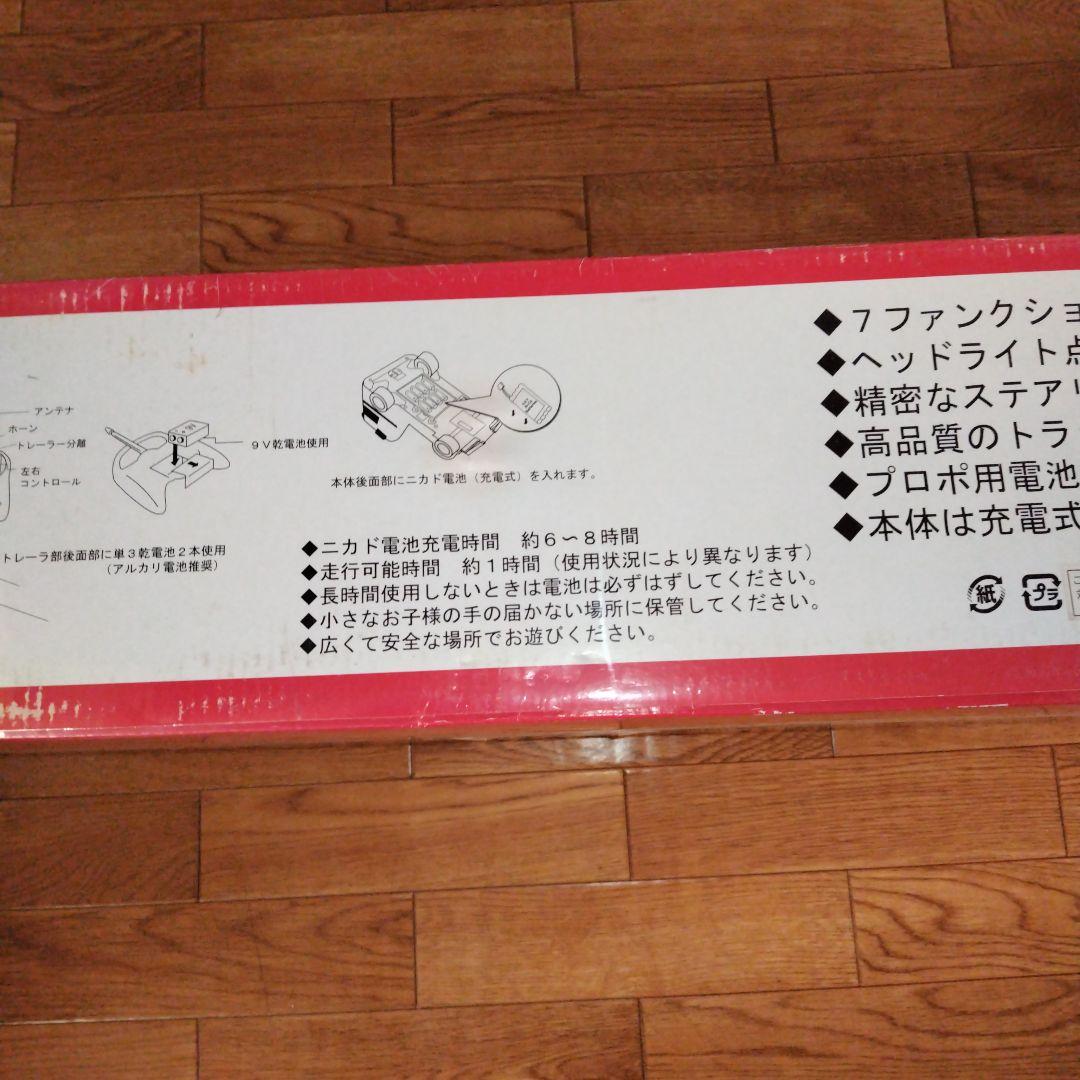 アンテナ
ホーン
トレーラー分離
左右
コントロール
9V乾電池使用
トレーラ部後面部に単3乾電池2本使用
(アルカリ電池推奨)
本体後面部にニカド電池(充電式)を入れます。
◆ニカド電池充電時間 約6〜8時間
◆走行可能時間 約1時間(使用状況により異なります)
◆長時間使用しないときは電池は必ずはずしてください。
◆小さなお子様の手の届かない場所に保管してください。
◆広くて安全な場所でお遊びください。
◆7ファンクショ
◆ヘッドライト点
◆精密なステアリ
◆高品質のトラ
◆プロポ用電池
◆本体は充電式
紙
プラ